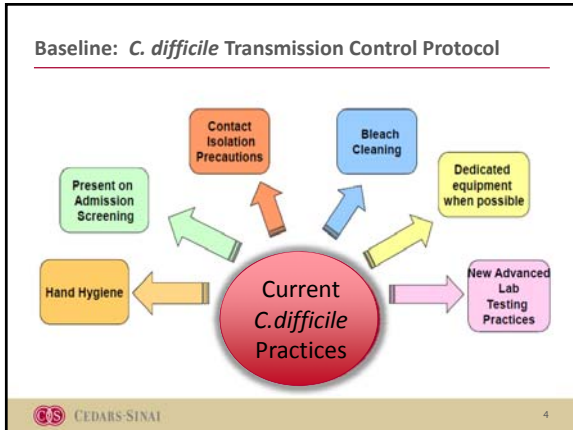 Baseline: C. difficile Transmission Control Protocol
Contact
Isolation
Precautions
Bleach
Cleaning
Present on
Admission
Screening
Dedicated
equipment
when possible
Hand Hygiene
New Advanced
Lab
Testing
Practices
Current
C.difficile
Practices
CEDARS-SINAI
4